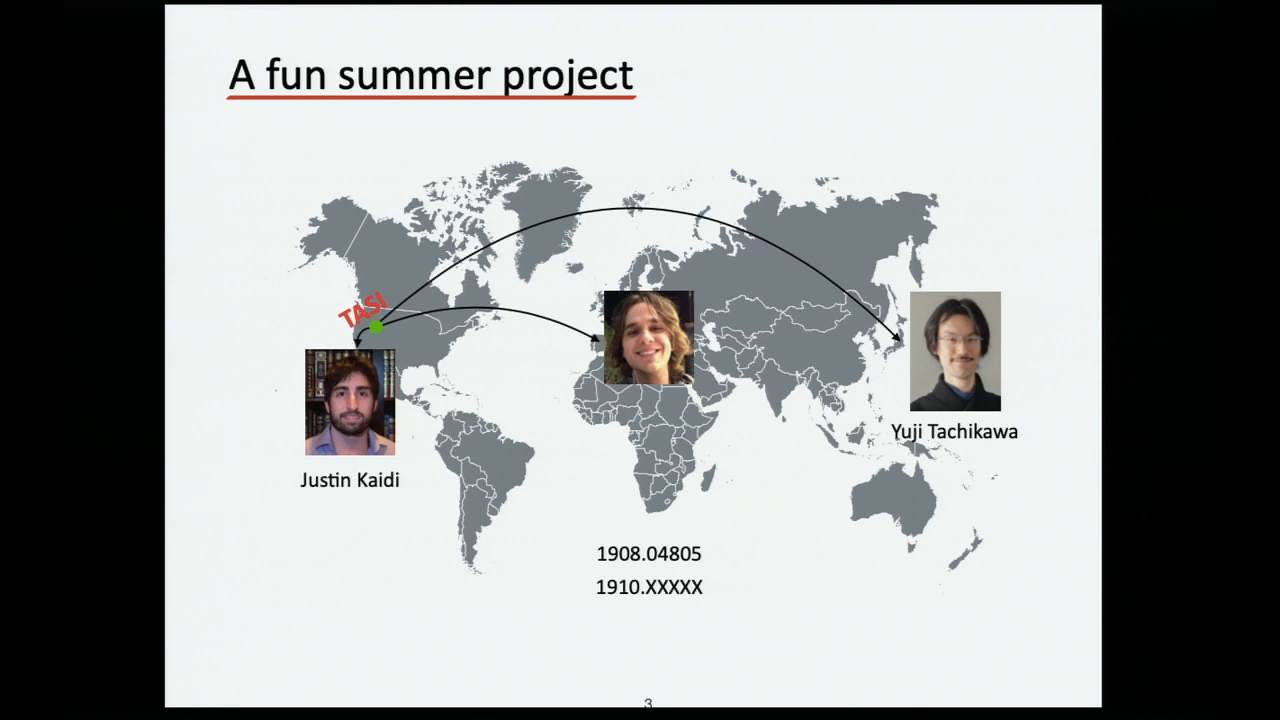 A fun summer project
TASI
Yuji Tachikawa
Justin Kaidi
1908.04805
1910.XXXXX
3